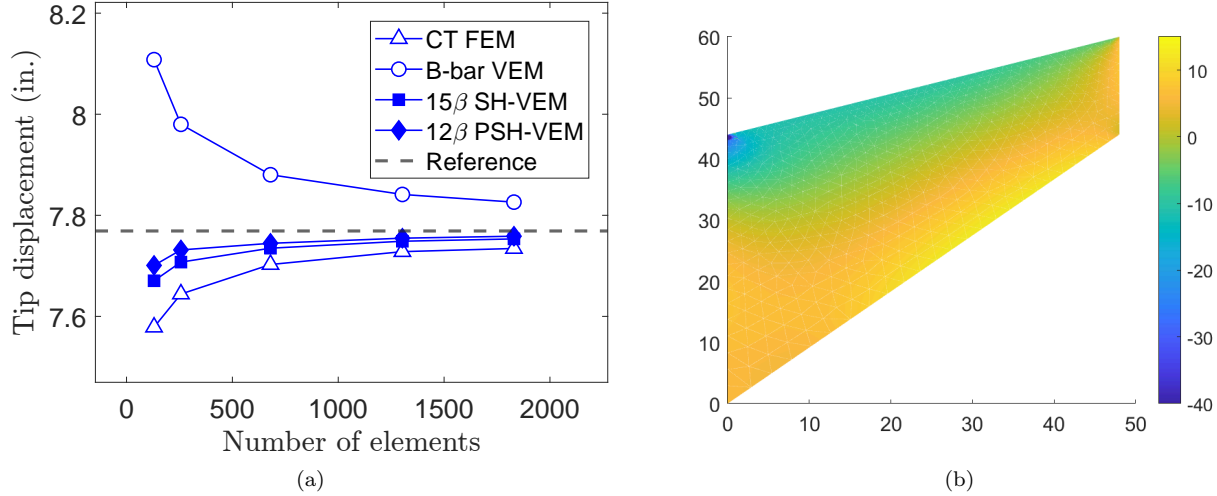 8.2
8
7.8
7.6
Tip displacement (in.)
CT FEM
B-bar VEM
15β SH-VEM
12β PSH-VEM
Reference
0 500 1000 1500 2000
Number of elements
(a)
60
50
40
30
20
10
0
0 10 20 30 40 50
10
0
-10
-20
-30
-40
(b)